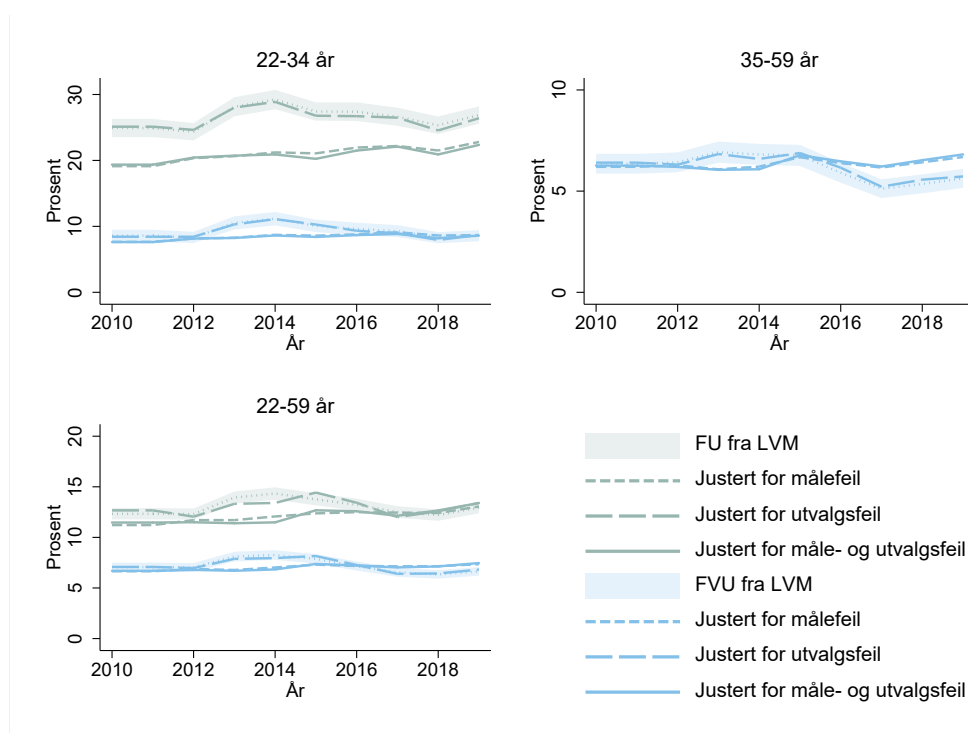 22-34 år
Prosent
0 10 20 30
2010 2012 2014 2016 2018
År
35-59 år
Prosent
0 5 10
2010 2012 2014 2016 2018
År
22-59 år
Prosent
0 5 10 15 20
2010 2012 2014 2016 2018
År
FU fra LVM
Justert for målefeil
Justert for utvalgsfeil
Justert for måle- og utvalgsfeil
FVU fra LVM
Justert for målefeil
Justert for utvalgsfeil
Justert for måle- og utvalgsfeil